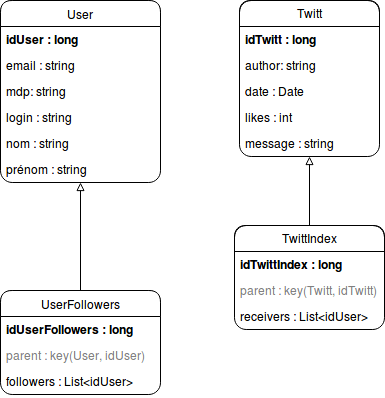 User
idUser : long
email : string
mdp: string
login : string
nom : string
prénom : string
Twitt
idTwitt : long
author: string
date : Date
likes : int
message : string
UserFollowers
idUserFollowers : long
parent : key(User, idUser)
followers : List<idUser>
TwittIndex
idTwittIndex : long
parent : key(Twitt, idTwitt)
receivers : List<idUser>